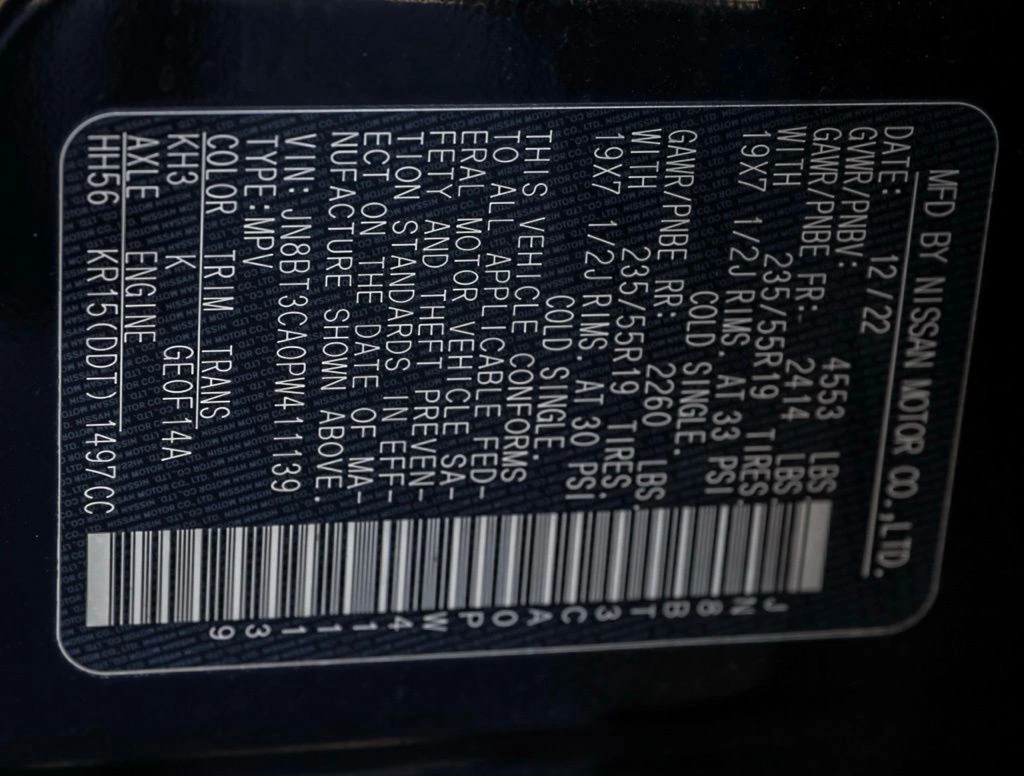 MFD BY NISSAN MOTOR CO.,LTD.
DATE: 12/22
GVWR/PNBV: 4553 LBS
GAWR/PNBE FR: 2414 LBS
WITH 235/55R19 TIRES,
19X7 1/2J RIMS. AT 33 PSI
COLD SINGLE.
GAWR/PNBE RR: 2260 LBS
WITH 235/55R19 TIRES,
19X7 1/2J RIMS. AT 30 PSI
COLD SINGLE.
THIS VEHICLE CONFORMS
TO ALL APPLICABLE FED-
ERAL MOTOR VEHICLE SA-
FETY AND THEFT PREVEN-
TION STANDARDS IN EFF-
ECT ON THE DATE OF MA-
NUFACTURE SHOWN ABOVE.
VIN: JN8BT3CA0PW411139
TYPE:MPV
COLOR TRIM TRANS
KH3 K GE0F14A
AXLE ENGINE
HH56 KR15(DDT)1497CC
JN8BT3CA0PW411139